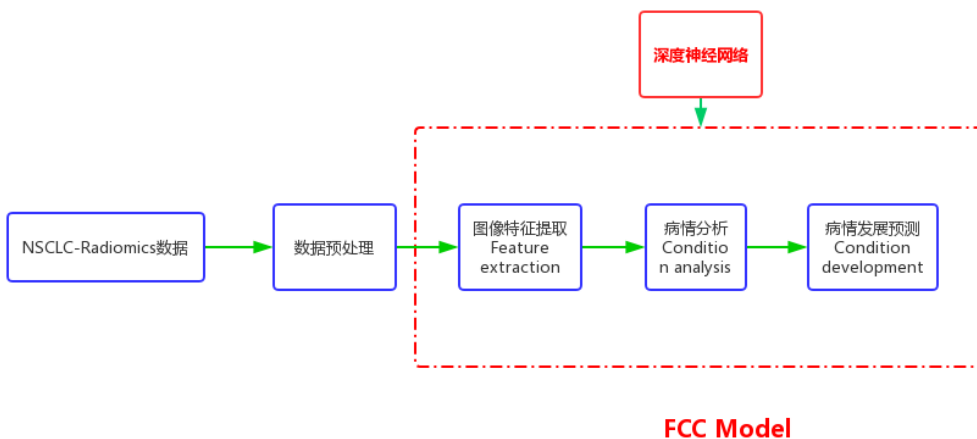 深度神经网络
NSCLC-Radiomics数据
数据预处理
图像特征提取
Feature
extraction
病情分析
Conditio
n analysis
病情发展预测
Condition
development
FCC Model